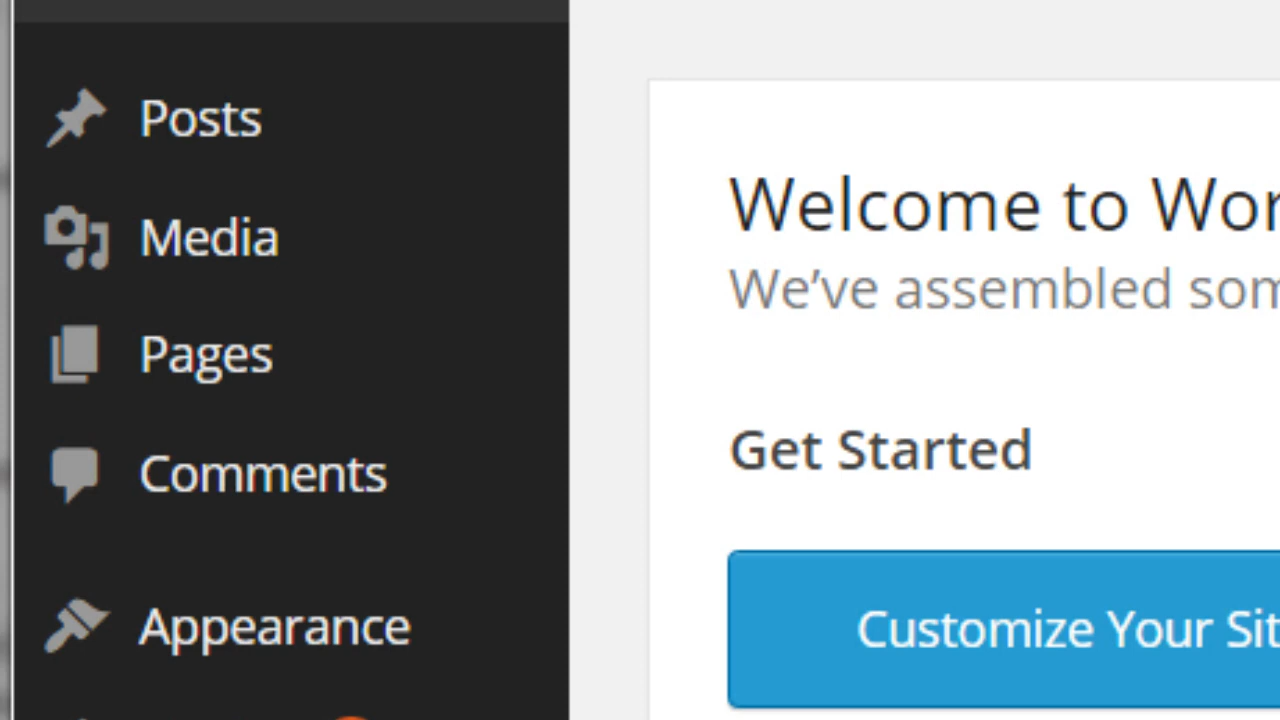 Posts
Media
Pages
Comments
Appearance
Welcome to Wor
We’ve assembled som
Get Started
Customize Your Sit